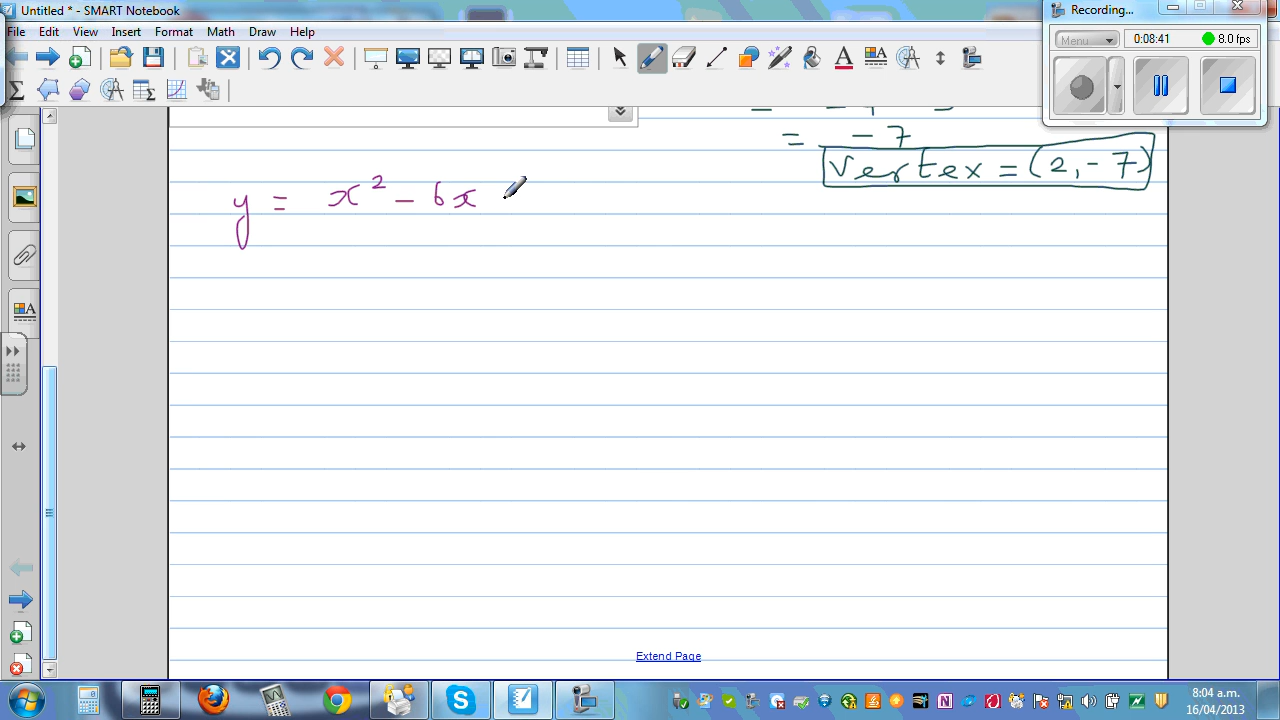 Untitled * - SMART Notebook
File Edit View Insert Format Math Draw Help
Recording...
Menu 0:08:41 8.0 fps
= - 7
Vertex = (2, - 7)
y = x² - 6x
Extend Page
8:04 a.m.
16/04/2013